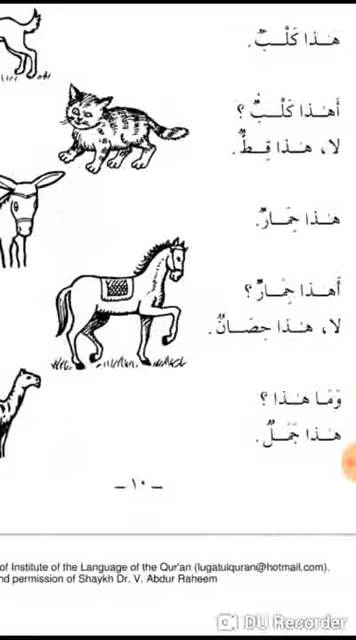 هٰذَا كَلْبٌ.
أَهٰذَا كَلْبٌ ؟
لَا، هٰذَا قِطٌّ.
هٰذَا حِمَارٌ.
أَهٰذَا حِمَارٌ ؟
لَا، هٰذَا حِصَانٌ.
وَمَا هٰذَا ؟
هٰذَا جَمَلٌ.
– ١٠ –
of Institute of the Language of the Qur'an (lugatulquran@hotmail.com).
nd permission of Shaykh Dr. V. Abdur Raheem
DU Recorder